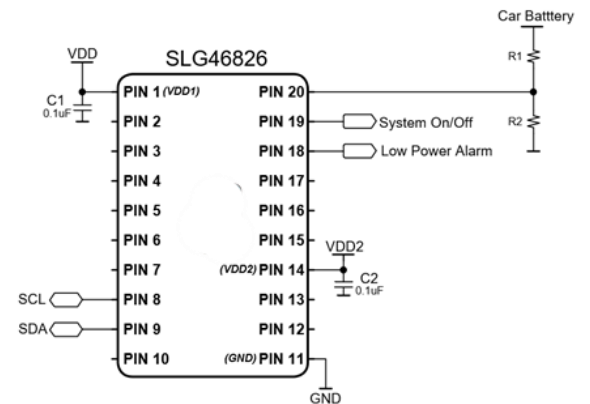 Car Batttery
R1
VDD
SLG46826
C1
0.1uF
PIN 1 (VDD1)
PIN 20
R2
PIN 2
PIN 19
System On/Off
PIN 3
PIN 18
Low Power Alarm
PIN 4
PIN 17
PIN 5
PIN 16
PIN 6
PIN 15
VDD2
PIN 7
(VDD2) PIN 14
C2
0.1uF
SCL
PIN 8
PIN 13
SDA
PIN 9
PIN 12
PIN 10
(GND) PIN 11
GND